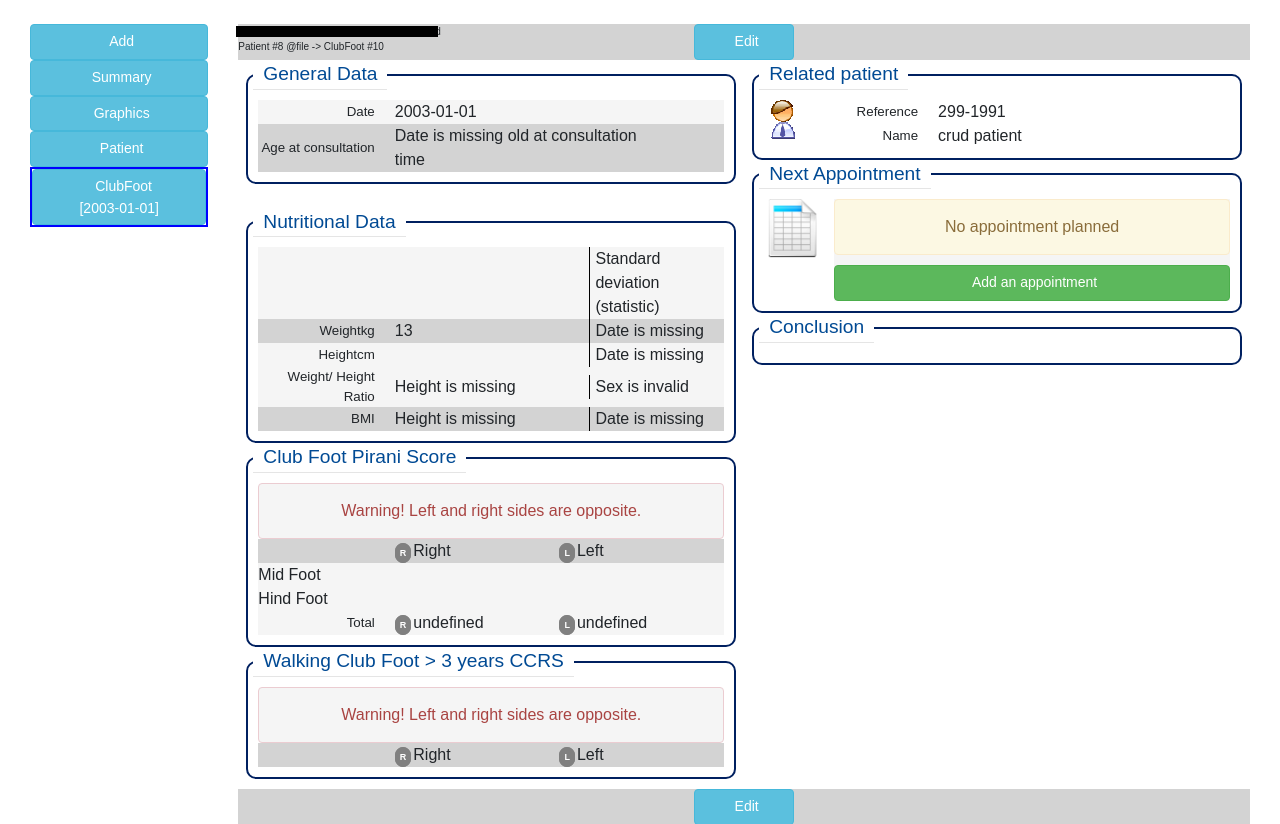 Add
Summary
Graphics
Patient
ClubFoot
[2003-01-01]
Patient #8 @file -> ClubFoot #10
Edit
General Data
Date 2003-01-01
Age at consultation Date is missing old at consultation
time
Nutritional Data
Standard
deviation
(statistic)
Weightkg 13 Date is missing
Heightcm Date is missing
Weight/ Height
Ratio Height is missing Sex is invalid
BMI Height is missing Date is missing
Club Foot Pirani Score
Warning! Left and right sides are opposite.
R Right L Left
Mid Foot
Hind Foot
Total R undefined L undefined
Walking Club Foot > 3 years CCRS
Warning! Left and right sides are opposite.
R Right L Left
Related patient
Reference 299-1991
Name crud patient
Next Appointment
No appointment planned
Add an appointment
Conclusion
Edit